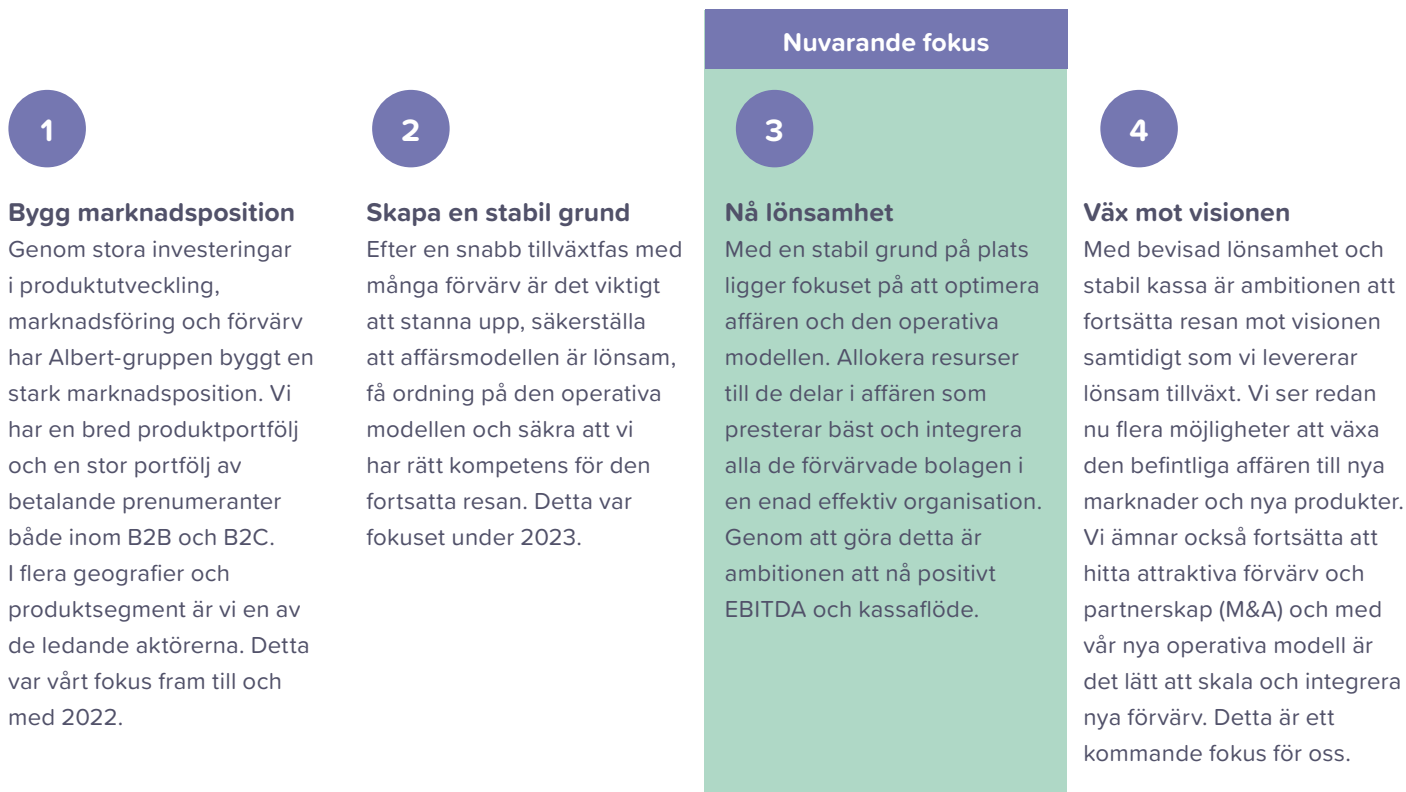 Nuvarande fokus
1
Bygg marknadsposition
Genom stora investeringar
i produktutveckling,
marknadsföring och förvärv
har Albert-gruppen byggt en
stark marknadsposition. Vi
har en bred produktportfölj
och en stor portfölj av
betalande prenumeranter
både inom B2B och B2C.
I flera geografier och
produktsegment är vi en av
de ledande aktörerna. Detta
var vårt fokus fram till och
med 2022.
2
Skapa en stabil grund
Efter en snabb tillväxtfas med
många förvärv är det viktigt
att stanna upp, säkerställa
att affärsmodellen är lönsam,
få ordning på den operativa
modellen och säkra att vi
har rätt kompetens för den
fortsatta resan. Detta var
fokuset under 2023.
3
Nå lönsamhet
Med en stabil grund på plats
ligger fokuset på att optimera
affären och den operativa
modellen. Allokera resurser
till de delar i affären som
presterar bäst och integrera
alla de förvärvade bolagen i
en enad effektiv organisation.
Genom att göra detta är
ambitionen att nå positivt
EBITDA och kassaflöde.
4
Väx mot visionen
Med bevisad lönsamhet och
stabil kassa är ambitionen att
fortsätta resan mot visionen
samtidigt som vi levererar
lönsam tillväxt. Vi ser redan
nu flera möjligheter att växa
den befintliga affären till nya
marknader och nya produkter.
Vi ämnar också fortsätta att
hitta attraktiva förvärv och
partnerskap (M&A) och med
vår nya operativa modell är
det lätt att skala och integrera
nya förvärv. Detta är ett
kommande fokus för oss.